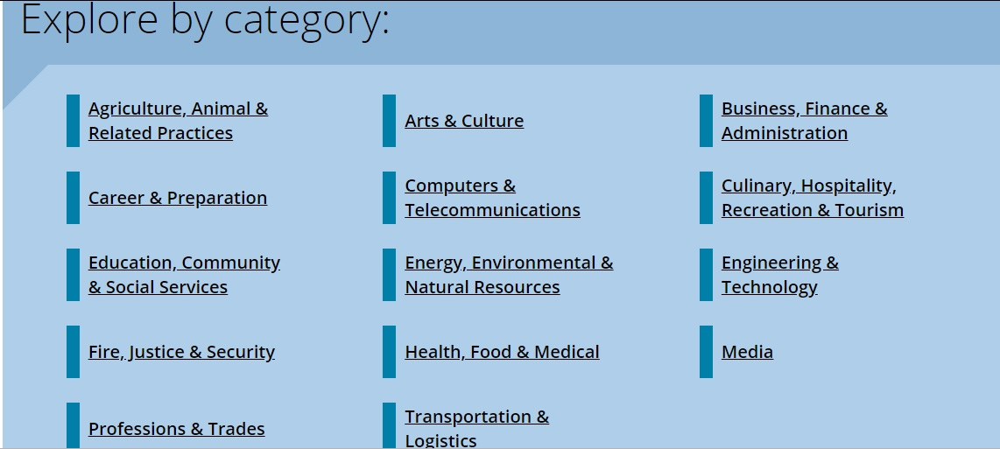 Explore by category:
Agriculture, Animal &
Related Practices
Arts & Culture
Business, Finance &
Administration
Career & Preparation
Computers &
Telecommunications
Culinary, Hospitality,
Recreation & Tourism
Education, Community
& Social Services
Energy, Environmental &
Natural Resources
Engineering &
Technology
Fire, Justice & Security
Health, Food & Medical
Media
Professions & Trades
Transportation &
Logistics